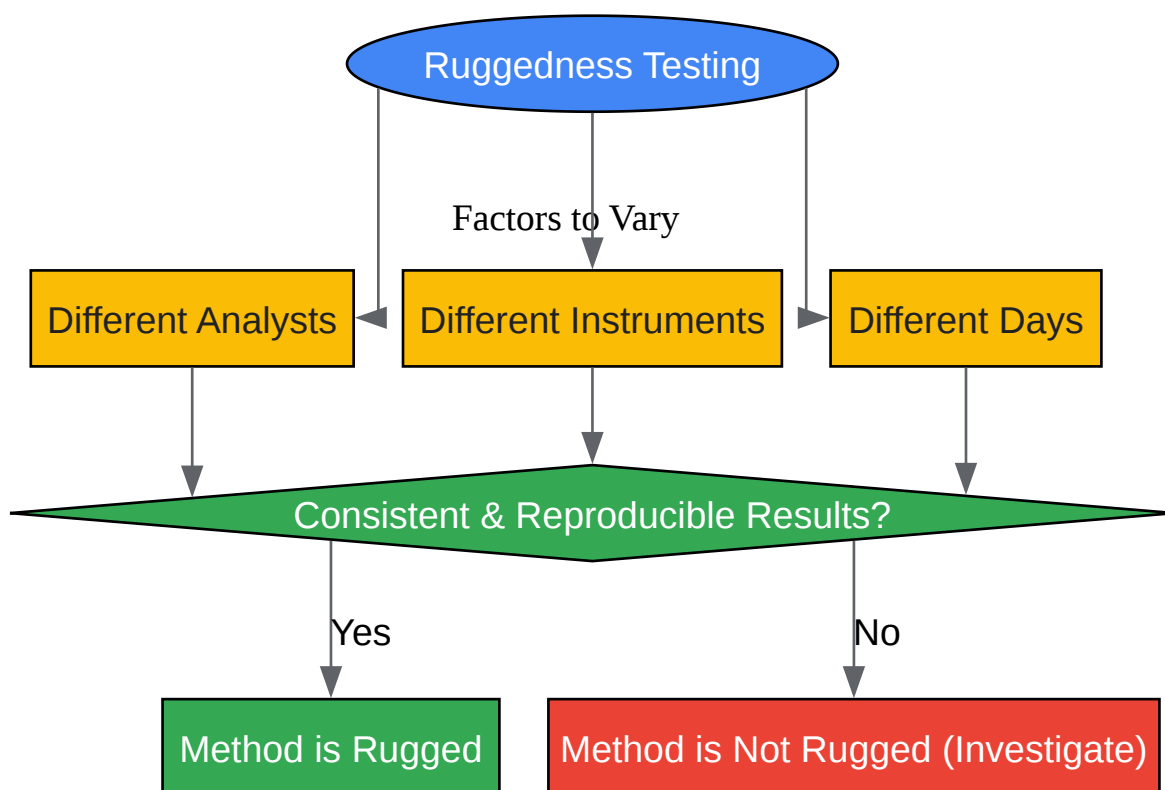 Ruggedness Testing
Factors to Vary
Different Analysts
Different Instruments
Different Days
Consistent & Reproducible Results?
Yes
No
Method is Rugged
Method is Not Rugged (Investigate)